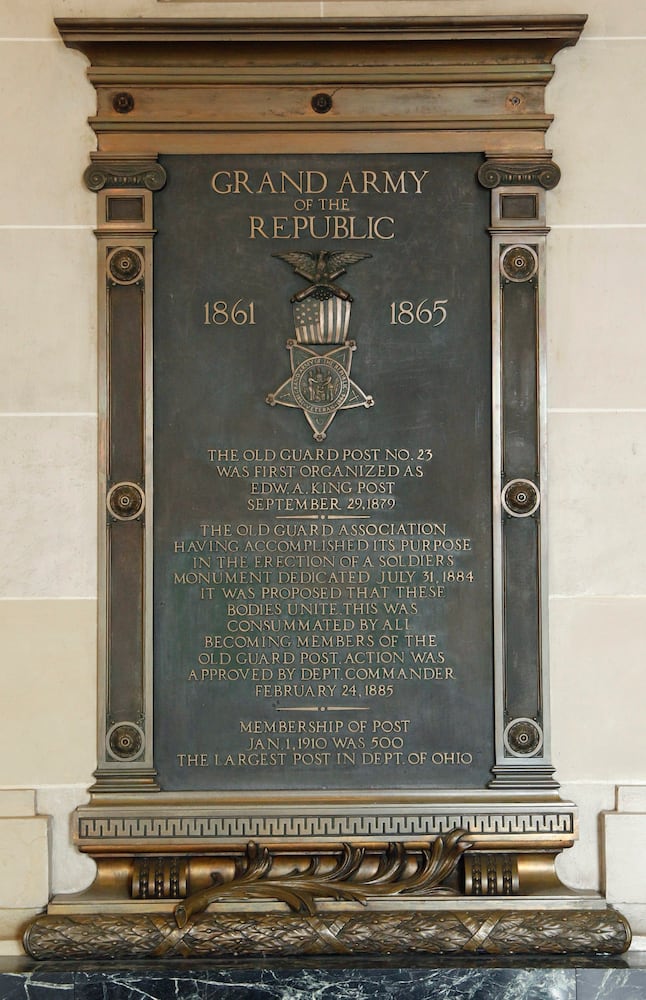 GRAND ARMY
OF THE
REPUBLIC
1861 1865
THE OLD GUARD POST NO. 23
WAS FIRST ORGANIZED AS
EDW. A. KING POST
SEPTEMBER 29, 1879
THE OLD GUARD ASSOCIATION
HAVING ACCOMPLISHED ITS PURPOSE
IN THE ERECTION OF A SOLDIERS
MONUMENT DEDICATED JULY 31, 1884
IT WAS PROPOSED THAT THESE
BODIES UNITE. THIS WAS
CONSUMMATED BY ALL
BECOMING MEMBERS OF THE
OLD GUARD POST. ACTION WAS
APPROVED BY DEPT. COMMANDER
FEBRUARY 24, 1885
MEMBERSHIP OF POST
JAN. 1, 1910 WAS 500
THE LARGEST POST IN DEPT. OF OHIO